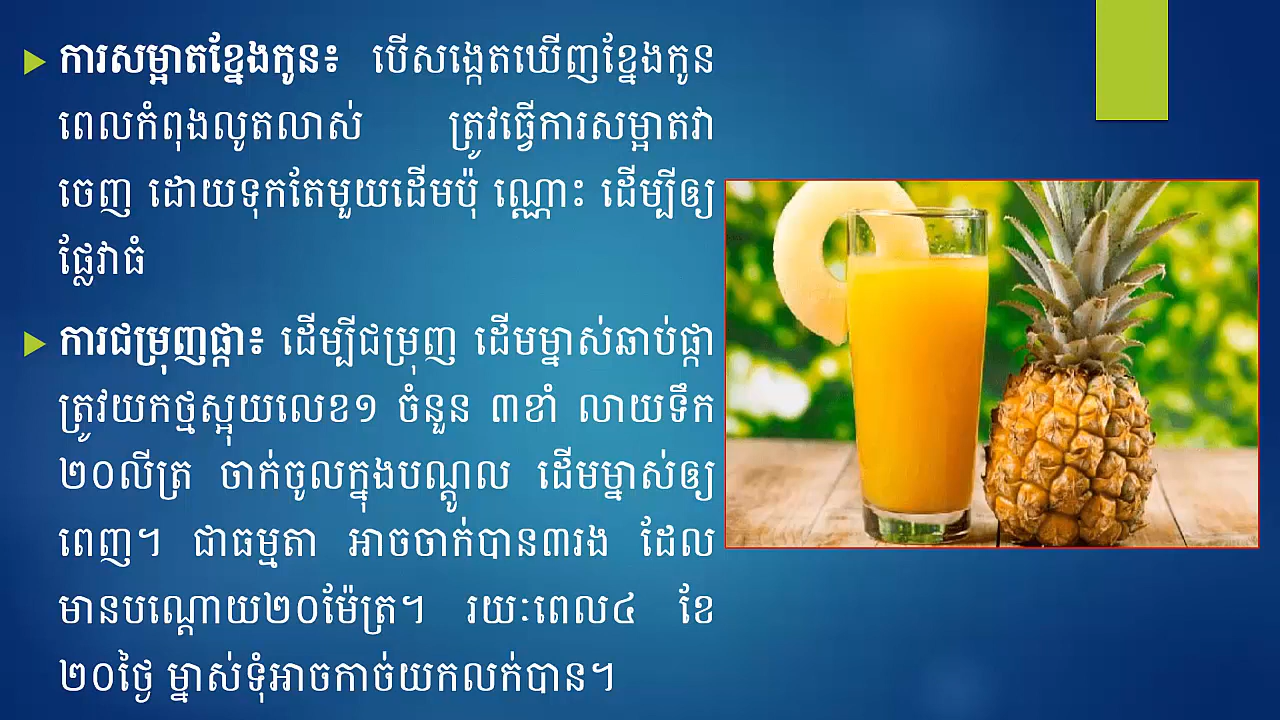 ការសម្អាតខ្នែងកូន៖ បើសង្កេតឃើញខ្នែងកូន
ពេលកំពុងលូតលាស់ ត្រូវធ្វើការសម្អាតវា
ចេញ ដោយទុកតែមួយដើមប៉ុ ណ្ណោះ ដើម្បីឲ្យ
ផ្លែវាធំ
ការជម្រុញផ្កា៖ ដើម្បីជម្រុញ ដើមម្នាស់ឆាប់ផ្កា
ត្រូវយកថ្មស្អុយលេខ១ ចំនួន ៣ខាំ លាយទឹក
២០លីត្រ ចាក់ចូលក្នុងបណ្តូល ដើមម្នាស់ឲ្យ
ពេញ។ ជាធម្មតា អាចចាក់បាន៣រង ដែល
មានបណ្តោយ២០ម៉ែត្រ។ រយៈពេល៤ ខែ
២០ថ្ងៃ ម្នាស់ទុំអាចកាច់យកលក់បាន។